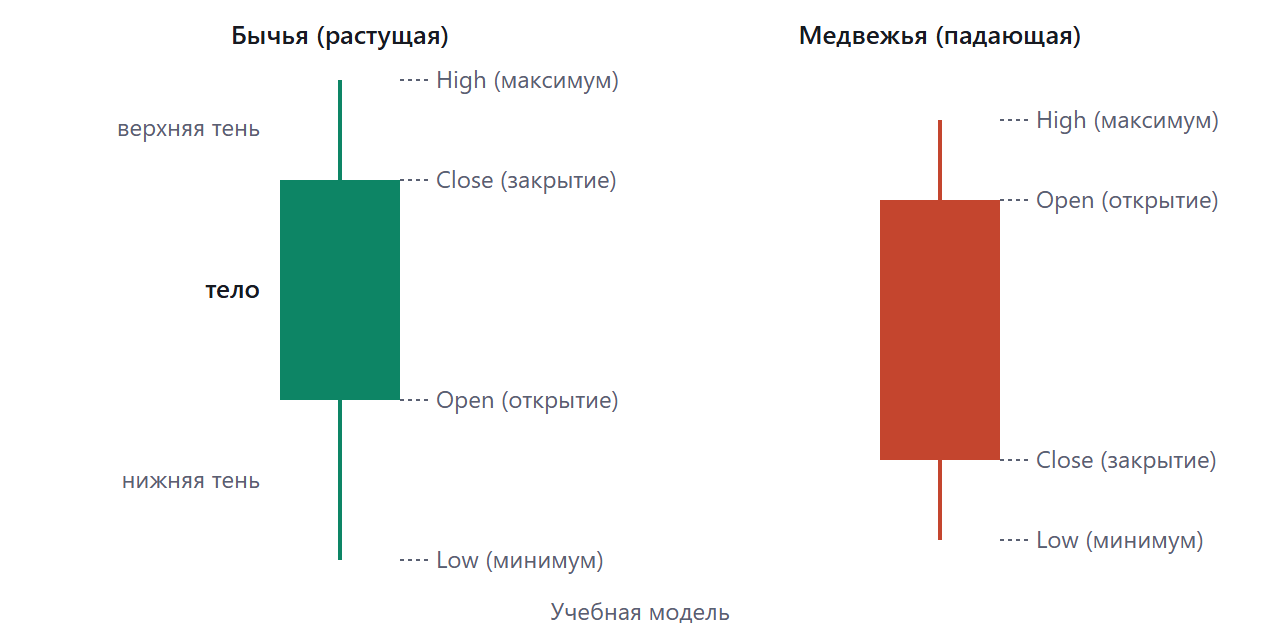 Бычья (растущая)
Медвежья (падающая)
High (максимум)
верхняя тень
Close (закрытие)
тело
Open (открытие)
нижняя тень
Low (минимум)
High (максимум)
Open (открытие)
Close (закрытие)
Low (минимум)
Учебная модель